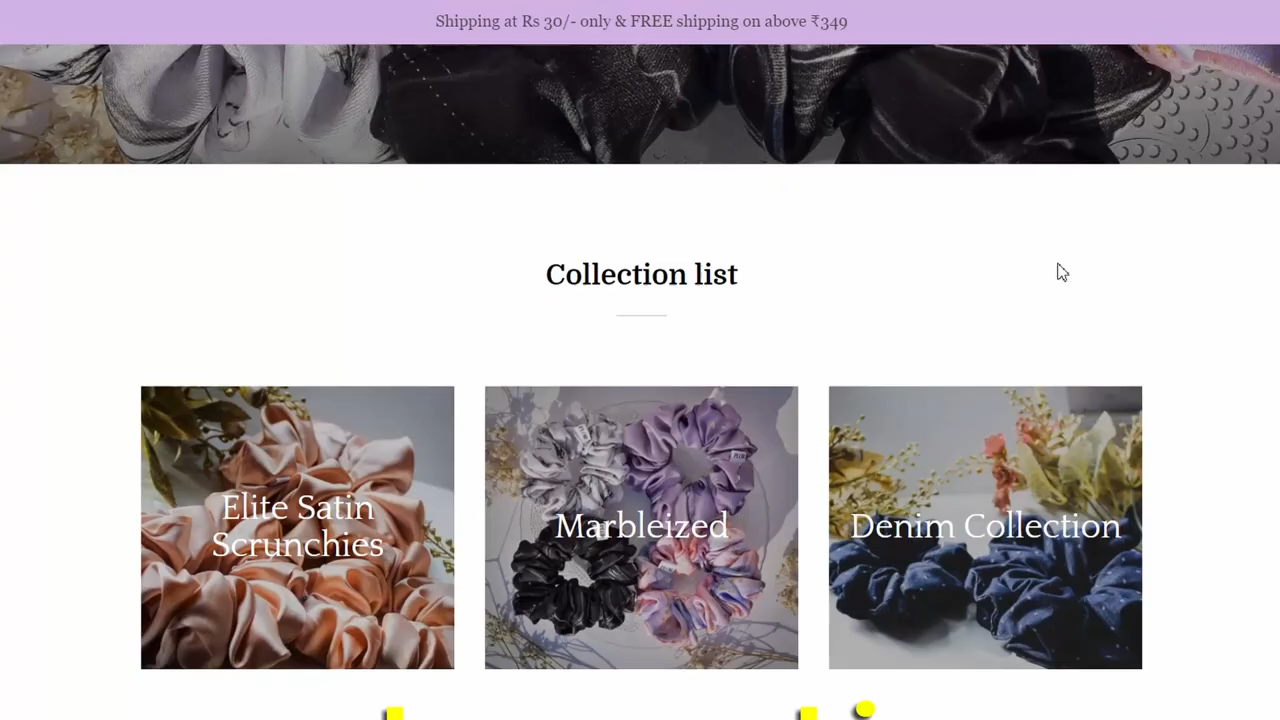 Shipping at Rs 30/- only & FREE shipping on above ₹349
Collection list
Elite Satin
Scrunchies
Marbleized
Denim Collection